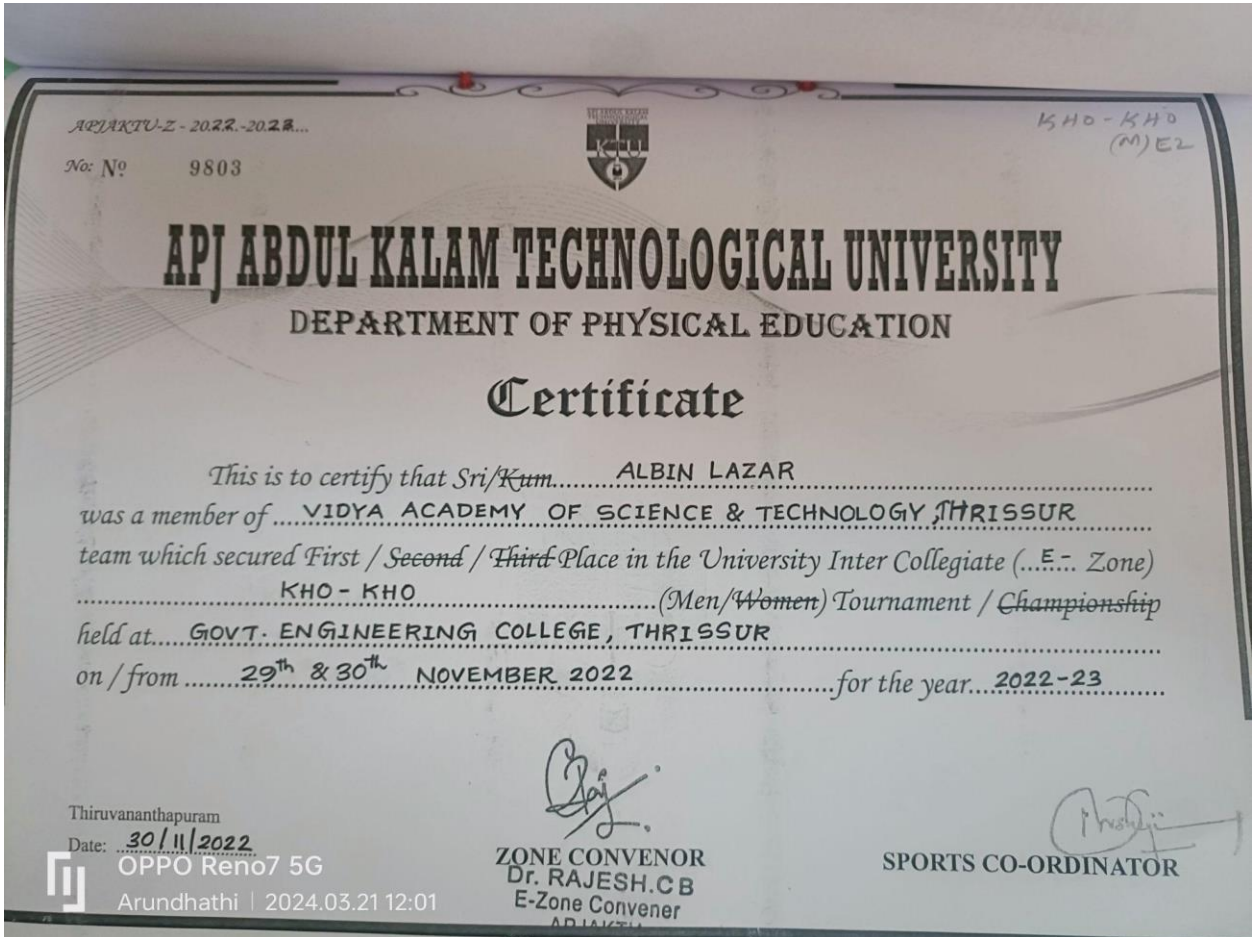 APJAKTU-Z - 2022.-2023...
KHO - KHO
(M) E2
No: Nº 9803
KTU
APJ ABDUL KALAM TECHNOLOGICAL UNIVERSITY
DEPARTMENT OF PHYSICAL EDUCATION
Certificate
This is to certify that Sri/Kum......... ALBIN LAZAR
was a member of .... VIDYA ACADEMY OF SCIENCE & TECHNOLOGY, THRISSUR
team which secured First / Second / Third Place in the University Inter Collegiate (...E-... Zone)
KHO - KHO (Men/Women) Tournament / Championship
held at..... GOVT. ENGINEERING COLLEGE, THRISSUR
on / from ....... 29th & 30th NOVEMBER 2022 .......for the year... 2022-23
Thiruvananthapuram
Date: 30/11/2022
ZONE CONVENOR
Dr. RAJESH.C B
E-Zone Convener
APJAKTU
SPORTS CO-ORDINATOR
OPPO Reno7 5G
Arundhathi | 2024.03.21 12:01